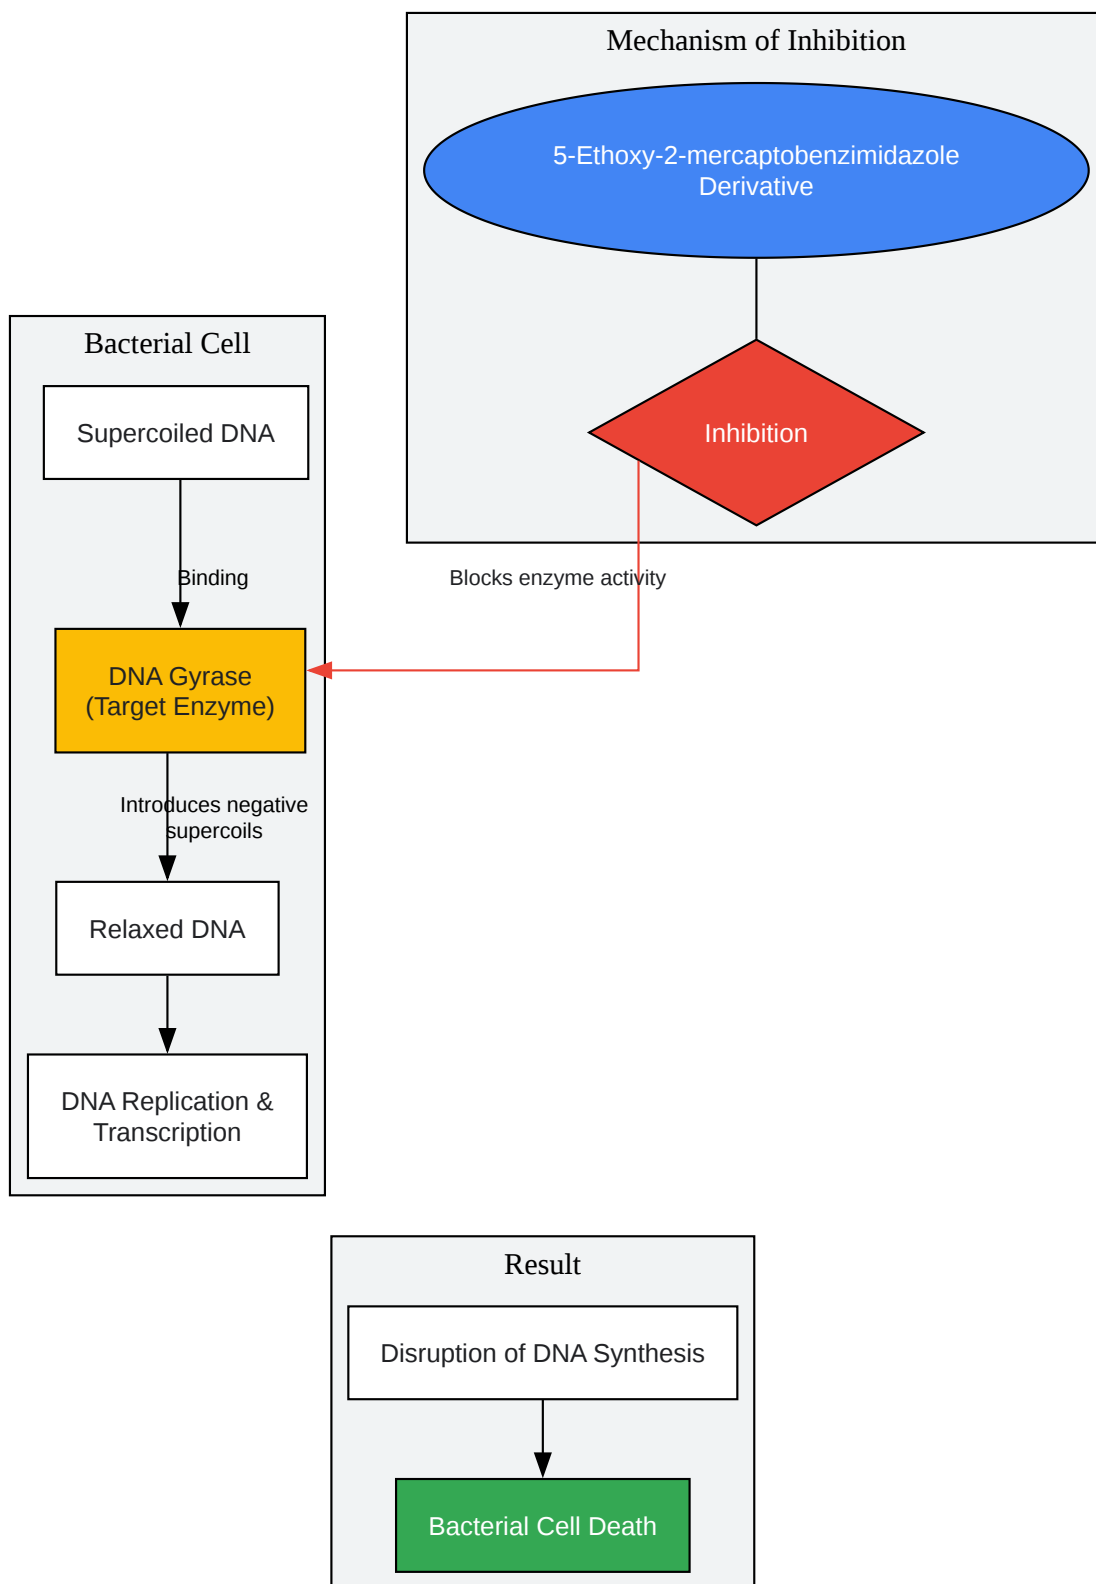 Mechanism of Inhibition
5-Ethoxy-2-mercaptobenzimidazole
Derivative
Inhibition
Blocks enzyme activity
Bacterial Cell
Supercoiled DNA
Binding
DNA Gyrase
(Target Enzyme)
Introduces negative
supercoils
Relaxed DNA
DNA Replication &
Transcription
Result
Disruption of DNA Synthesis
Bacterial Cell Death